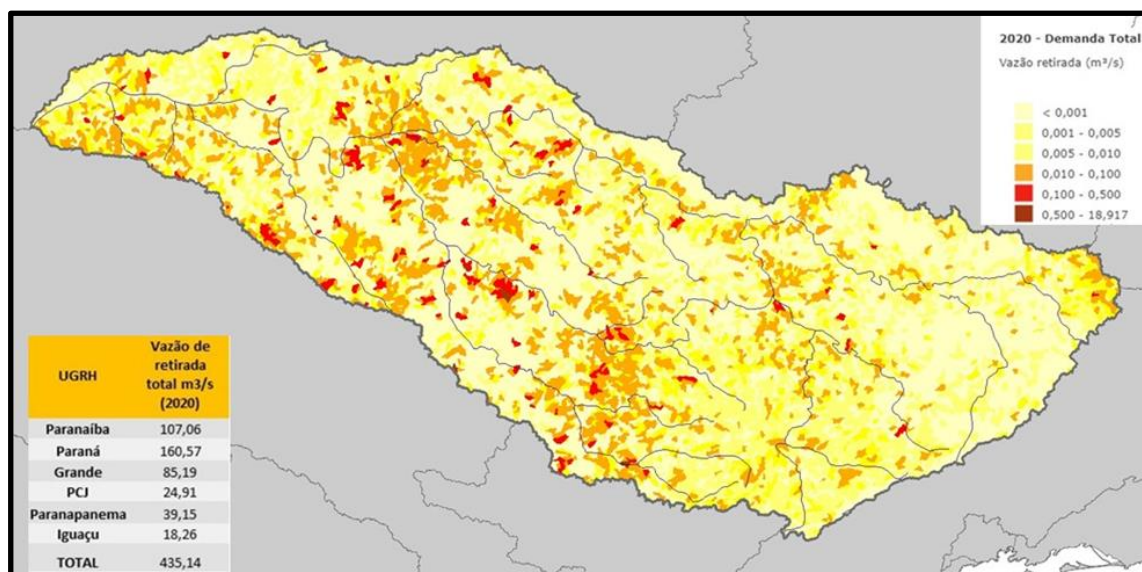 2020 - Demanda Total
Vazão retirada (m³/s)
< 0,001
0,001 - 0,005
0,005 - 0,010
0,010 - 0,100
0,100 - 0,500
0,500 - 18,917
UGRH Vazão de
retirada
total m3/s
(2020)
Paranaíba 107,06
Paraná 160,57
Grande 85,19
PCJ 24,91
Paranapanema 39,15
Iguaçu 18,26
TOTAL 435,14